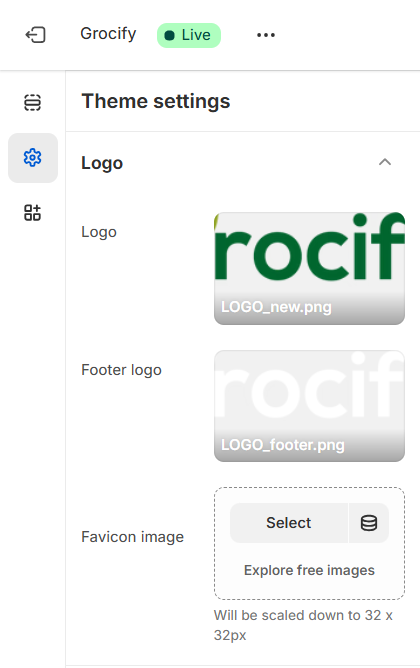 Grocify
Live
Theme settings
Logo
Logo
rocif
LOGO_new.png
Footer logo
rocif
LOGO_footer.png
Favicon image
Select
Explore free images
Will be scaled down to 32 x
32px